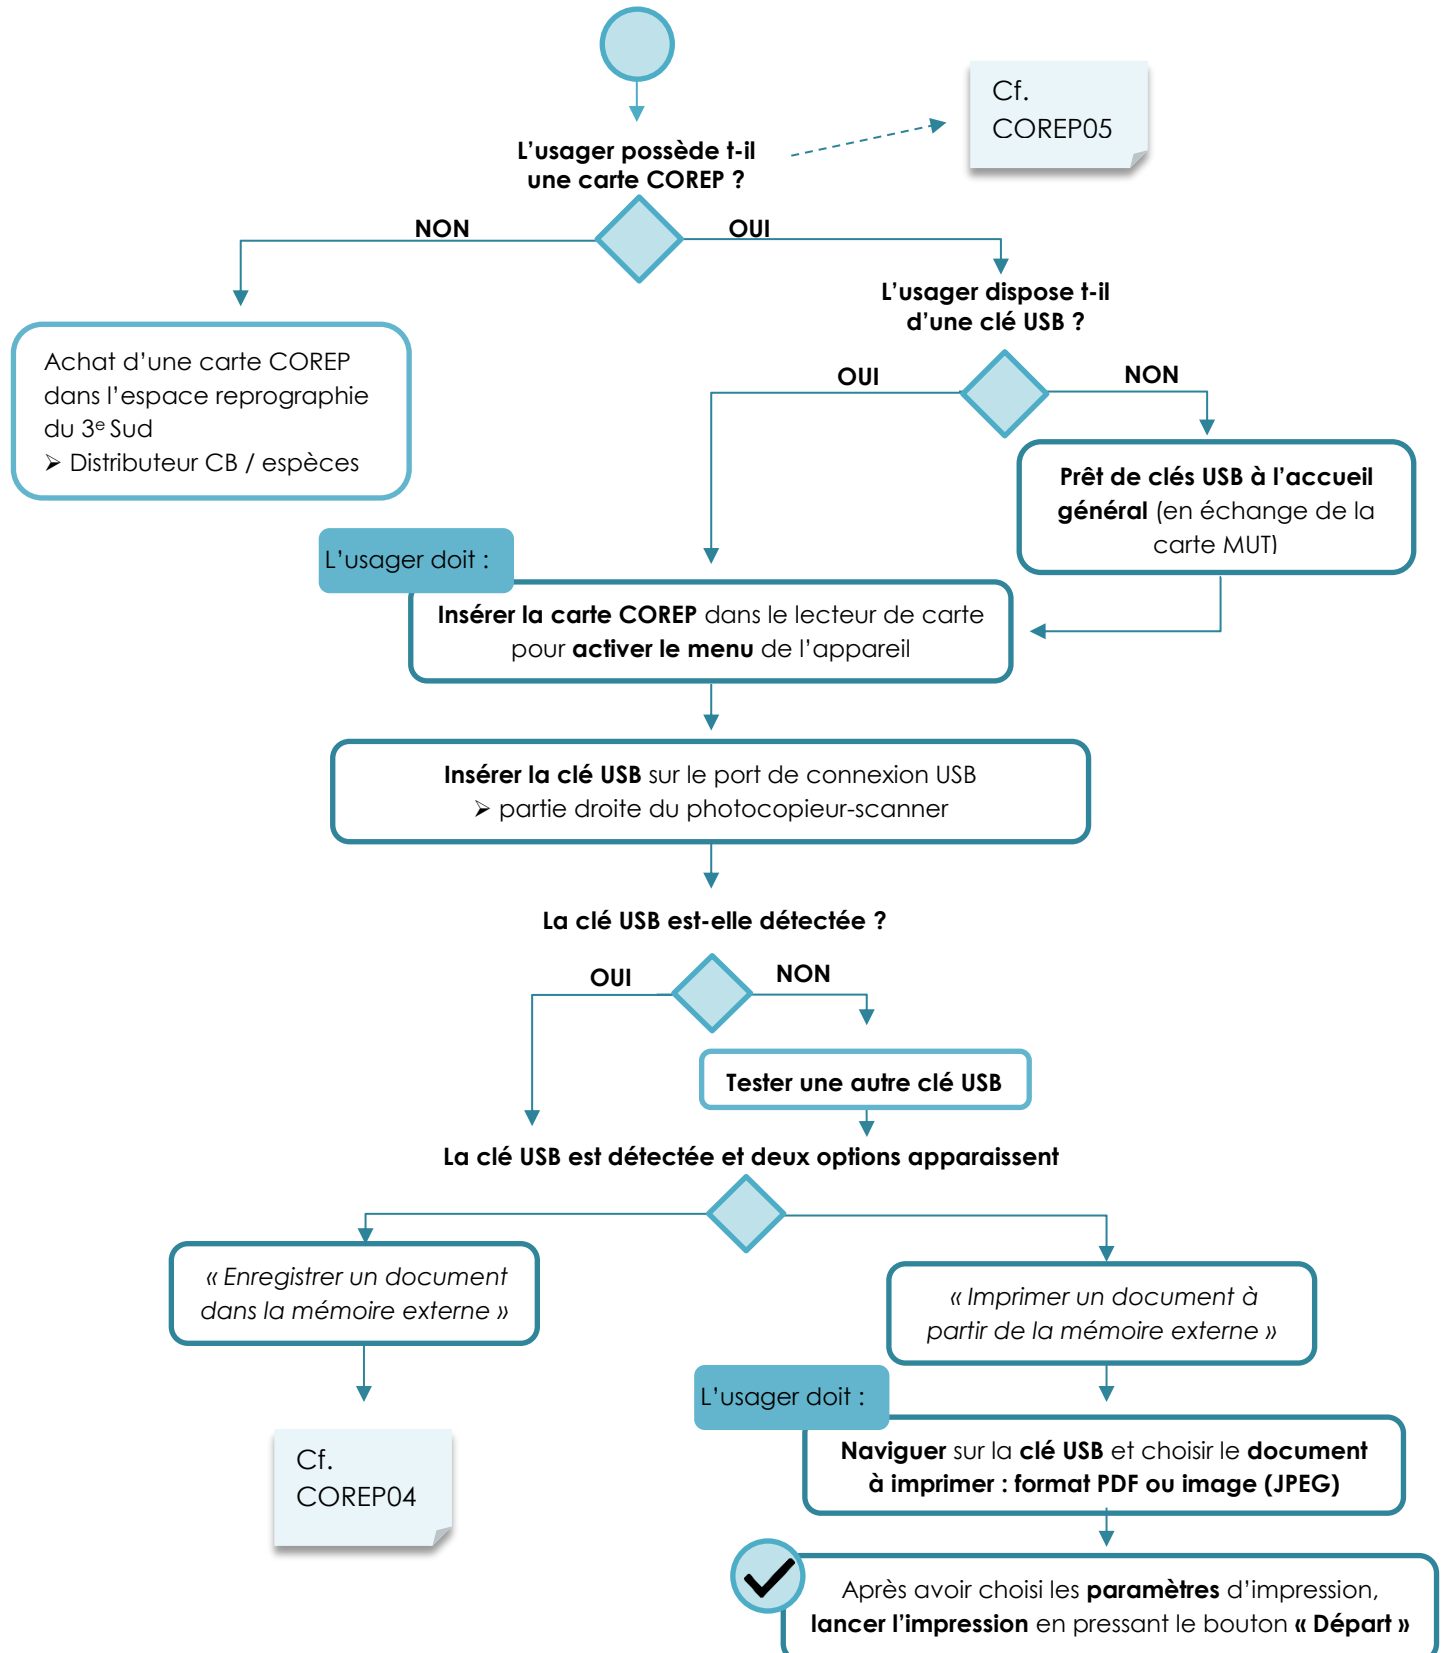 Cf.
COREP05
L’usager possède t-il
une carte COREP ?
NON
OUI
L’usager dispose t-il
d’une clé USB ?
Achat d’une carte COREP
dans l’espace reprographie
du 3e Sud
➢ Distributeur CB / espèces
OUI
NON
Prêt de clés USB à l’accueil
général (en échange de la
carte MUT)
L’usager doit :
Insérer la carte COREP dans le lecteur de carte
pour activer le menu de l’appareil
Insérer la clé USB sur le port de connexion USB
➢ partie droite du photocopieur-scanner
La clé USB est-elle détectée ?
OUI
NON
Tester une autre clé USB
La clé USB est détectée et deux options apparaissent
« Enregistrer un document
dans la mémoire externe »
« Imprimer un document à
partir de la mémoire externe »
L’usager doit :
Cf.
COREP04
Naviguer sur la clé USB et choisir le document
à imprimer : format PDF ou image (JPEG)
Après avoir choisi les paramètres d’impression,
lancer l’impression en pressant le bouton « Départ »